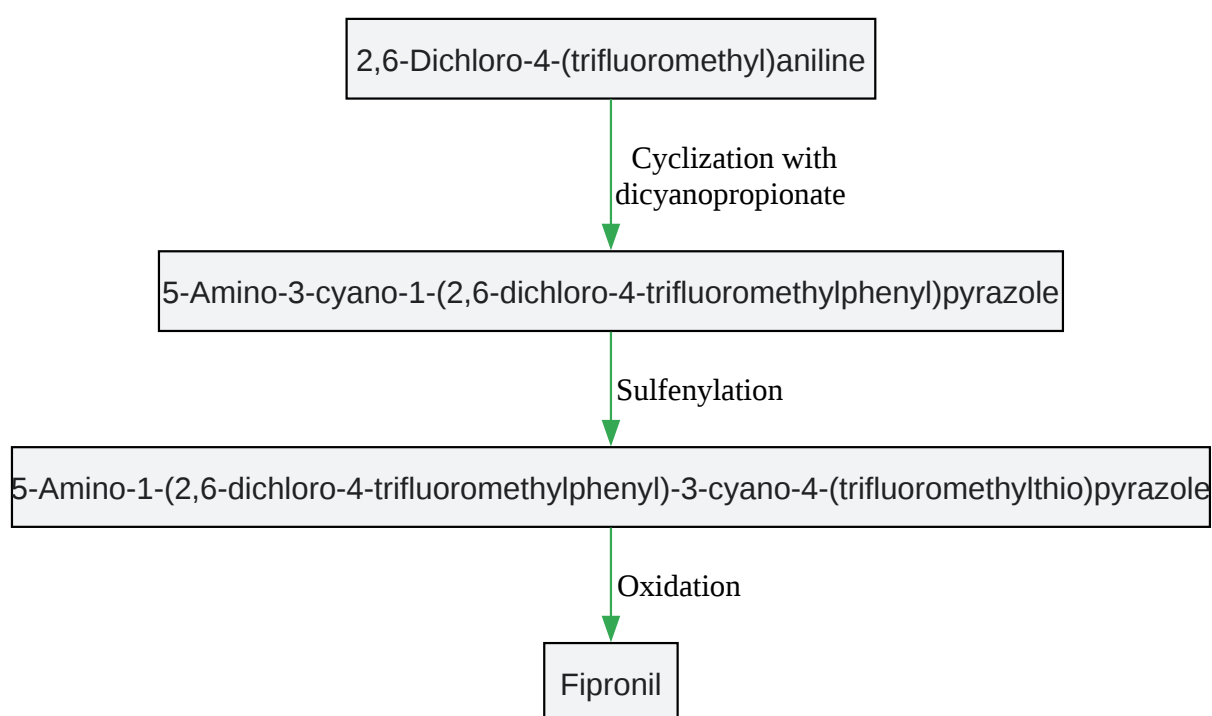 2,6-Dichloro-4-(trifluoromethyl)aniline
Cyclization with
dicyanopropionate
5-Amino-3-cyano-1-(2,6-dichloro-4-trifluoromethylphenyl)pyrazole
Sulfenylation
5-Amino-1-(2,6-dichloro-4-trifluoromethylphenyl)-3-cyano-4-(trifluoromethylthio)pyrazole
Oxidation
Fipronil